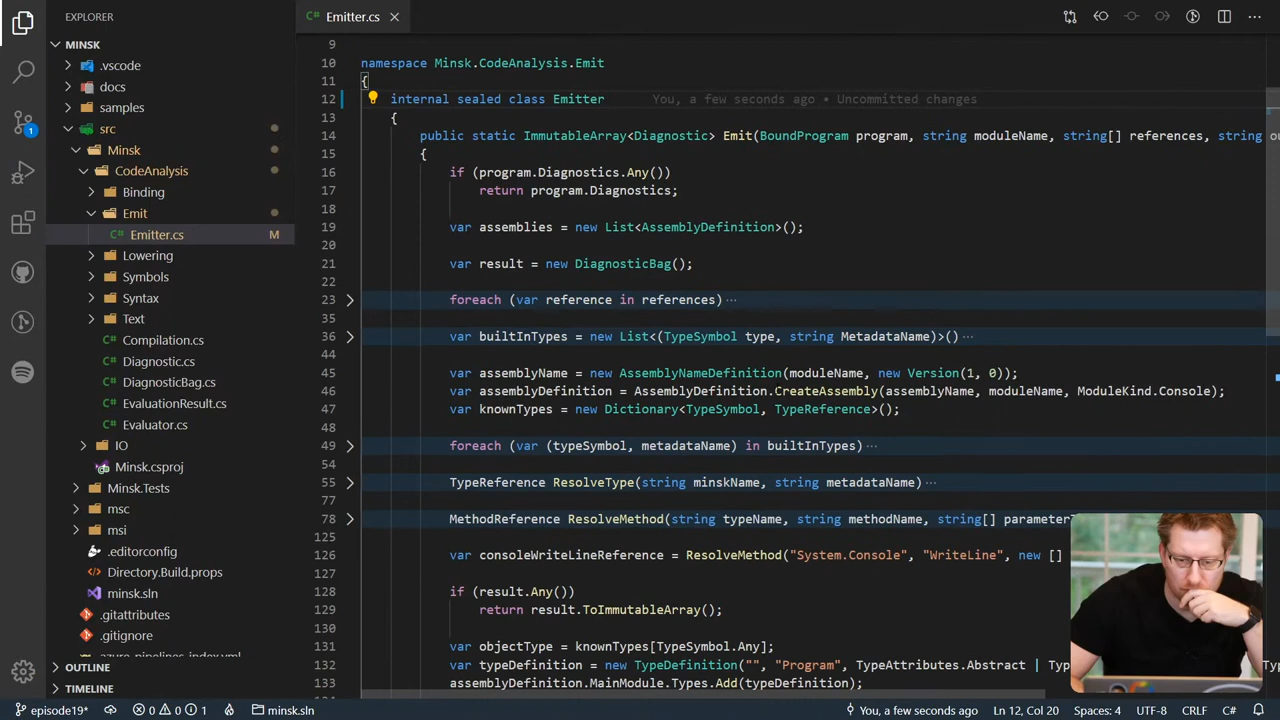 EXPLORER
Emitter.cs
MINSK
.vscode
docs
samples
src
Minsk
CodeAnalysis
Binding
Emit
Emitter.cs M
Lowering
Symbols
Syntax
Text
Compilation.cs
Diagnostic.cs
DiagnosticBag.cs
EvaluationResult.cs
Evaluator.cs
IO
Minsk.csproj
Minsk.Tests
msc
msi
.editorconfig
Directory.Build.props
minsk.sln
.gitattributes
.gitignore
azure-pipelines_index.yml
OUTLINE
TIMELINE
1
9
10 namespace Minsk.CodeAnalysis.Emit
11 {
12 internal sealed class Emitter You, a few seconds ago • Uncommitted changes
13 {
14 public static ImmutableArray<Diagnostic> Emit(BoundProgram program, string moduleName, string[] references, string ou
15 {
16 if (program.Diagnostics.Any())
17 return program.Diagnostics;
18
19 var assemblies = new List<AssemblyDefinition>();
20
21 var result = new DiagnosticBag();
22
23 foreach (var reference in references)…
35
36 var builtInTypes = new List<(TypeSymbol type, string MetadataName)>()…
44
45 var assemblyName = new AssemblyNameDefinition(moduleName, new Version(1, 0));
46 var assemblyDefinition = AssemblyDefinition.CreateAssembly(assemblyName, moduleName, ModuleKind.Console);
47 var knownTypes = new Dictionary<TypeSymbol, TypeReference>();
48
49 foreach (var (typeSymbol, metadataName) in builtInTypes)…
54
55 TypeReference ResolveType(string minskName, string metadataName)…
77
78 MethodReference ResolveMethod(string typeName, string methodName, string[] parameterT
125
126 var consoleWriteLineReference = ResolveMethod("System.Console", "WriteLine", new []
127
128 if (result.Any())
129 return result.ToImmutableArray();
130
131 var objectType = knownTypes[TypeSymbol.Any];
132 var typeDefinition = new TypeDefinition("", "Program", TypeAttributes.Abstract | Ty
133 assemblyDefinition.MainModule.Types.Add(typeDefinition);
episode19* 0 0 1 minsk.sln You, a few seconds ago Ln 12, Col 20 Spaces: 4 UTF-8 CRLF C#